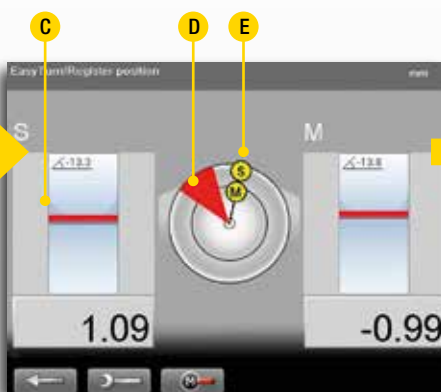 C D E
EasyTurn/Register position mm
S M
∠-13.3 ∠-13.8
S
M
1.09 -0.99
M